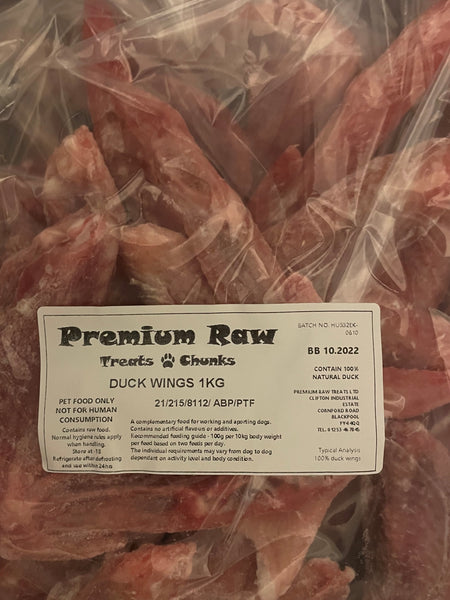 Premium Raw
Treats Chunks
DUCK WINGS 1KG
PET FOOD ONLY
NOT FOR HUMAN
CONSUMPTION
Contains raw food.
Normal hygiene rules apply
when handling.
Store at -18
Refrigerate after defrosting
and use within 24hrs
21/215/8112/ ABP/PTF
A complementary food for working and sporting dogs.
Contains no artificial flavours or additives.
Recommended feeding guide - 100g per 10kg body weight
per feed based on two feeds per day.
The individual requirements may vary from dog to dog
dependent on activity level and body condition.
BATCH NO.
0610
BB 10.2022
CONTAIN 100%
NATURAL DUCK
PREMIUM RAW TREATS LTD
CLIFTON INDUSTRIAL
ESTATE
CORNFORD ROAD
BLACKPOOL
FY4 4QQ
TEL.
Typical Analysis
100% duck wings